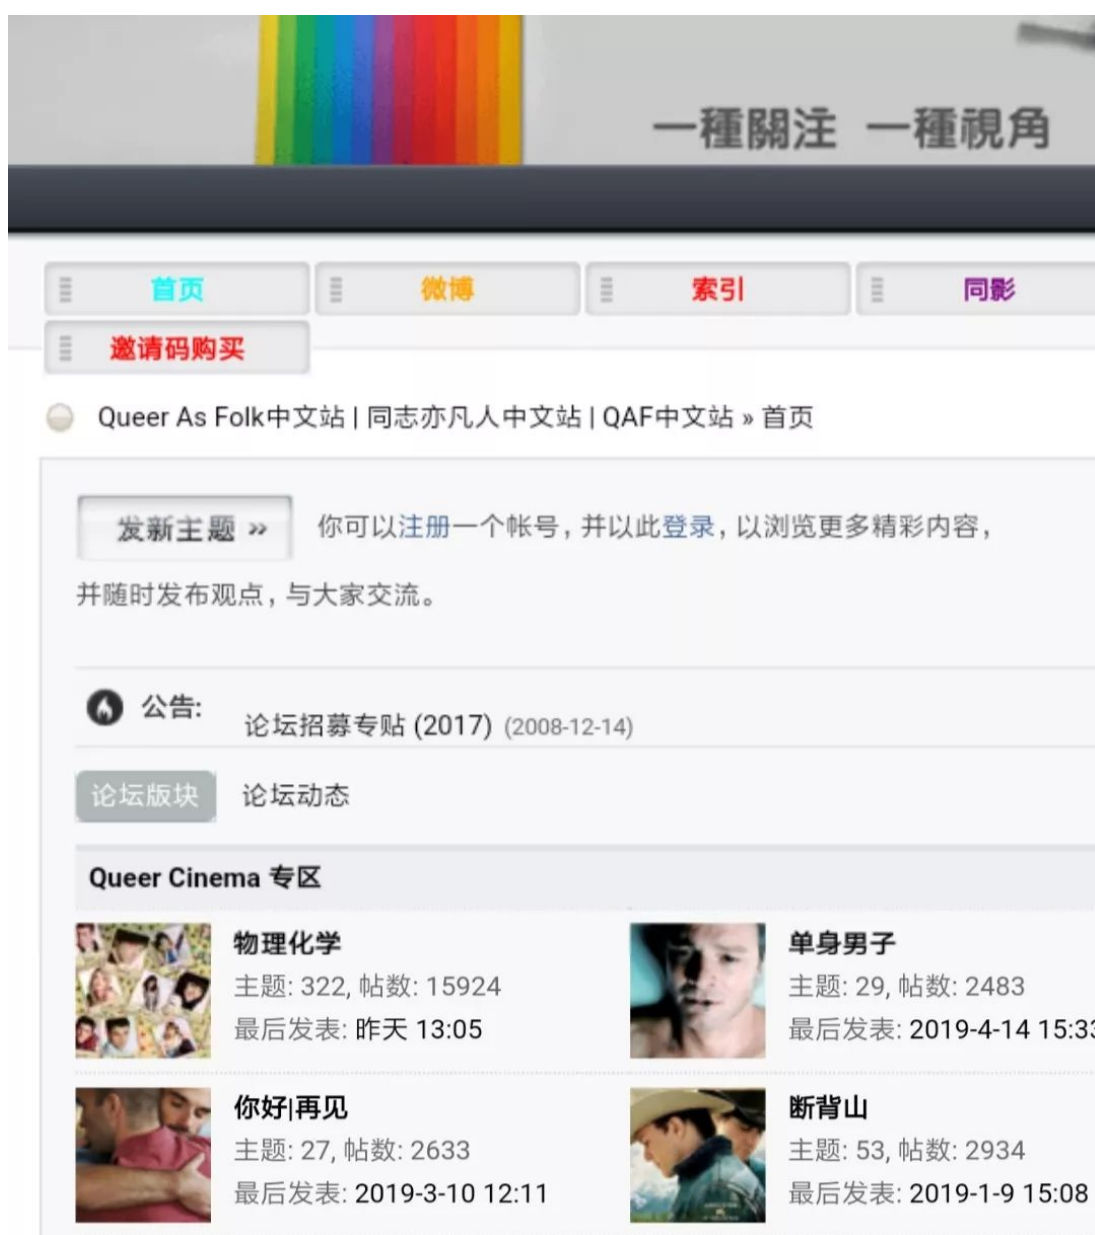 一種關注 一種視角
首页 微博 索引 同影
邀请码购买
Queer As Folk中文站 | 同志亦凡人中文站 | QAF中文站 » 首页
发新主题 » 你可以注册一个帐号，并以此登录，以浏览更多精彩内容，
并随时发布观点，与大家交流。
公告:
论坛招募专贴 (2017) (2008-12-14)
论坛版块 论坛动态
Queer Cinema 专区
物理化学
主题: 322, 帖数: 15924
最后发表: 昨天 13:05
单身男子
主题: 29, 帖数: 2483
最后发表: 2019-4-14 15:33
你好|再见
主题: 27, 帖数: 2633
最后发表: 2019-3-10 12:11
断背山
主题: 53, 帖数: 2934
最后发表: 2019-1-9 15:08